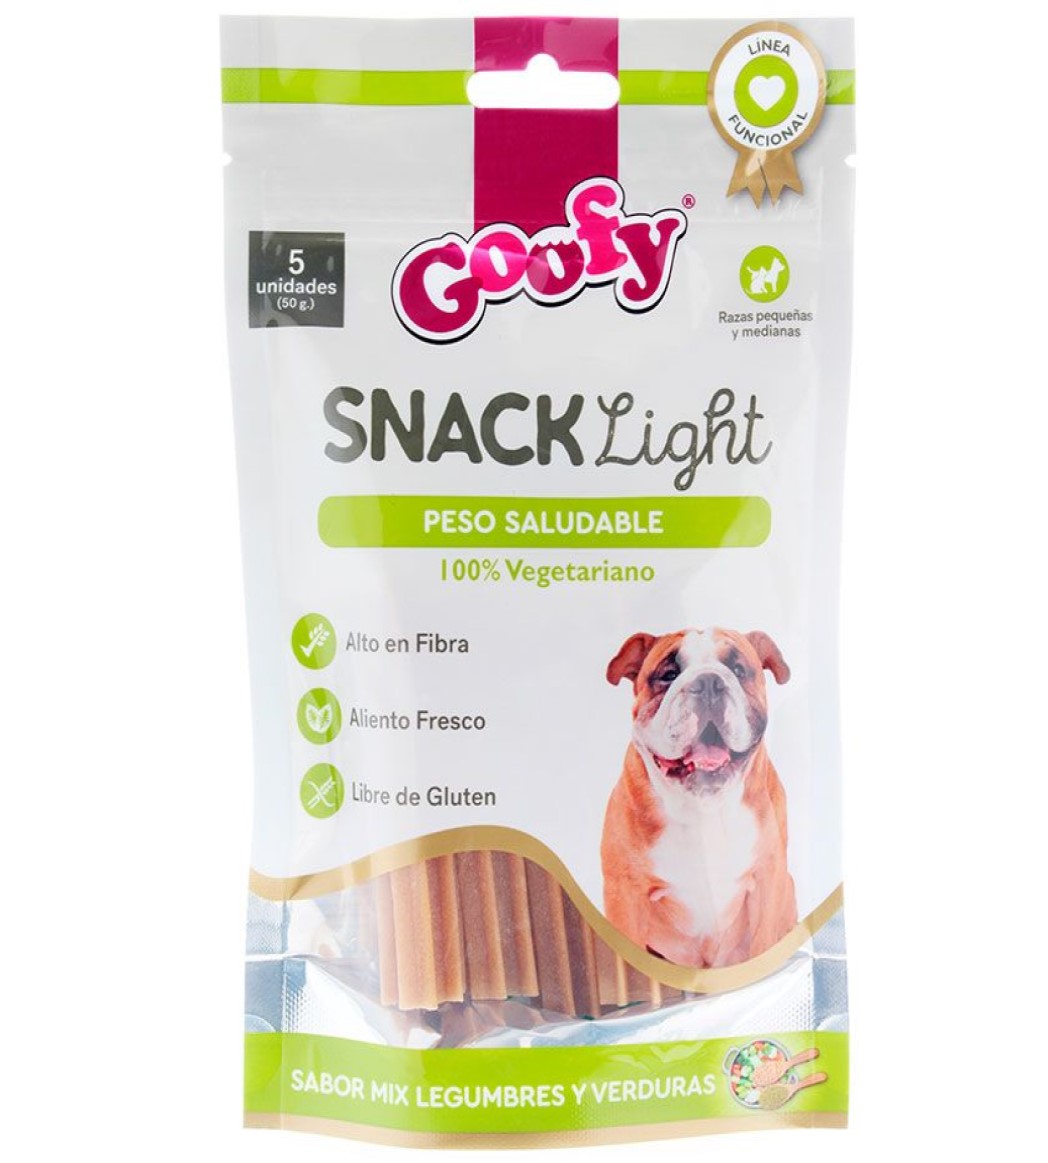 LÍNEA
FUNCIONAL
Goofy®
5
unidades
(50 g.)
Razas pequeñas
y medianas
SNACK Light
PESO SALUDABLE
100% Vegetariano
Alto en Fibra
Aliento Fresco
Libre de Gluten
SABOR MIX LEGUMBRES Y VERDURAS